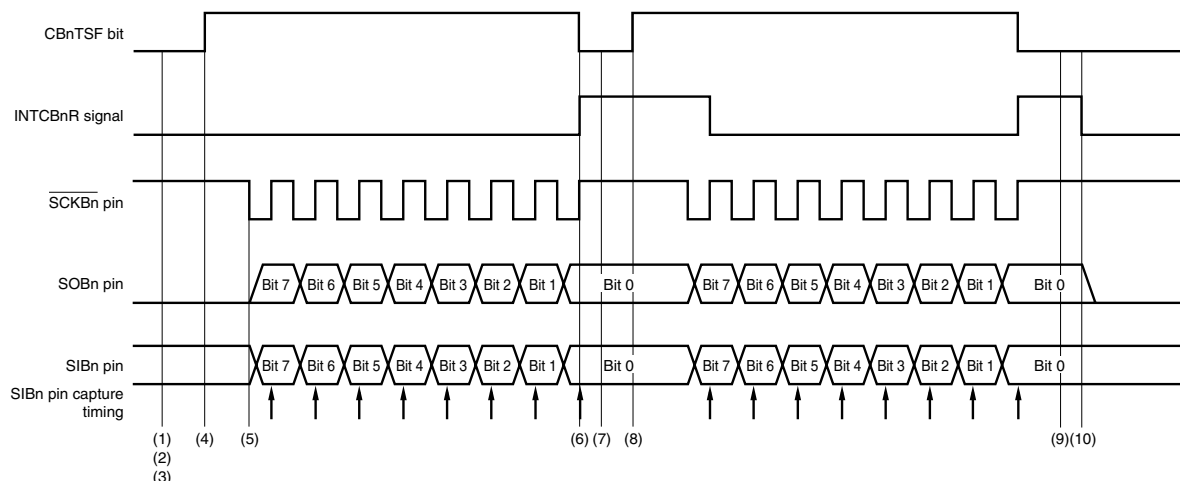 CBnTSF bit
INTCBnR signal
SCKBn pin
SOBn pin
Bit 7 Bit 6 Bit 5 Bit 4 Bit 3 Bit 2 Bit 1 Bit 0 Bit 7 Bit 6 Bit 5 Bit 4 Bit 3 Bit 2 Bit 1 Bit 0
SIBn pin
Bit 7 Bit 6 Bit 5 Bit 4 Bit 3 Bit 2 Bit 1 Bit 0 Bit 7 Bit 6 Bit 5 Bit 4 Bit 3 Bit 2 Bit 1 Bit 0
SIBn pin capture
timing
(1) (4) (5) (6) (7) (8) (9) (10)
(2)
(3)